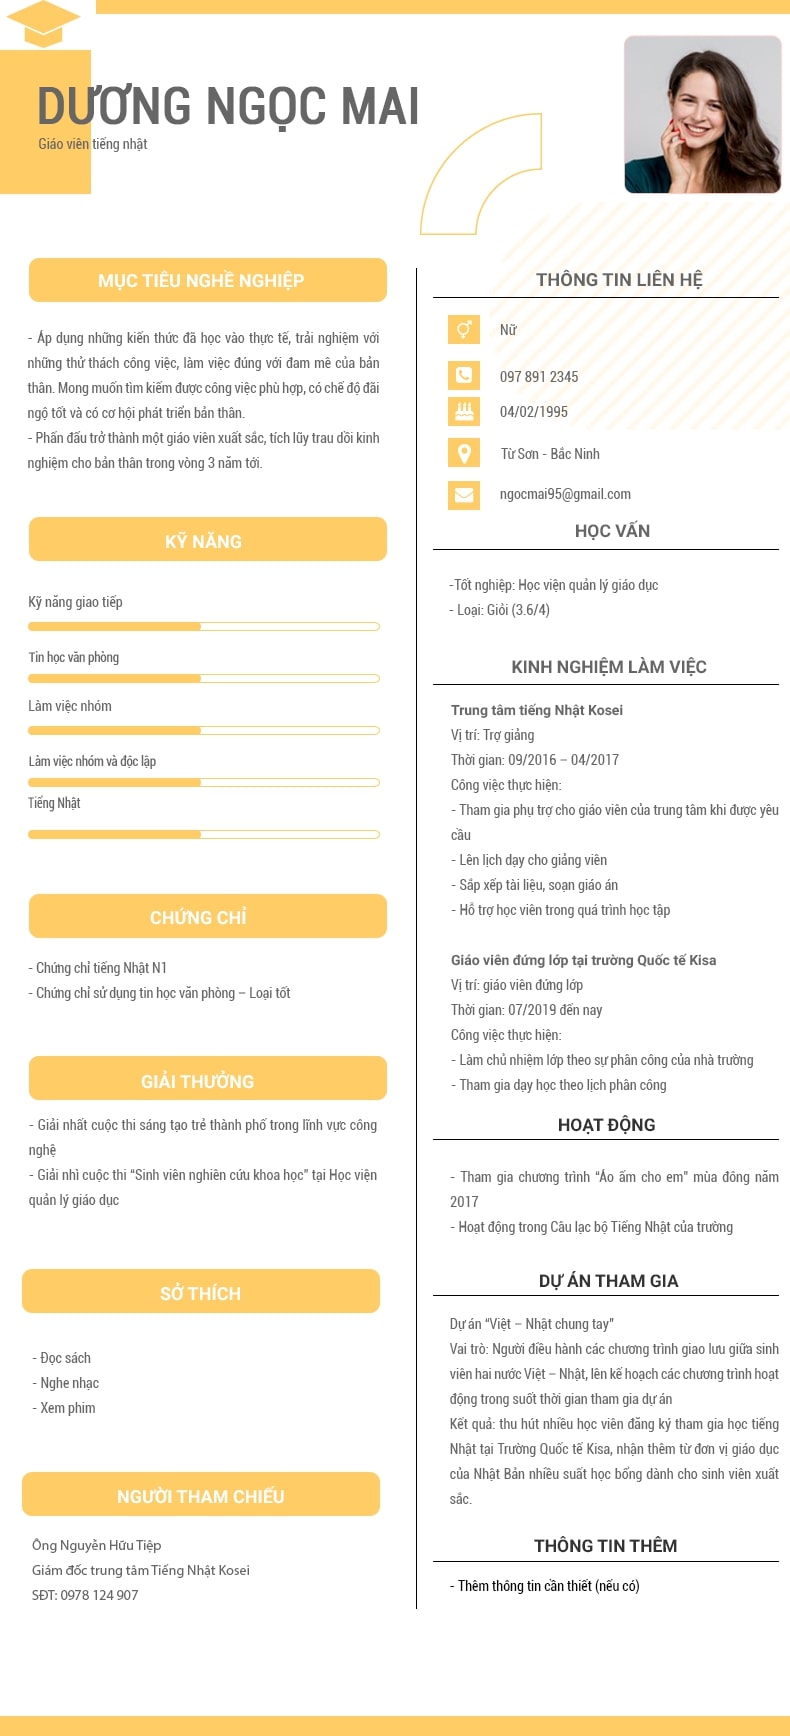 DƯƠNG NGỌC MAI
Giáo viên tiếng nhật
MỤC TIÊU NGHỀ NGHIỆP
- Áp dụng những kiến thức đã học vào thực tế, trải nghiệm với
những thử thách công việc, làm việc đúng với đam mê của bản
thân. Mong muốn tìm kiếm được công việc phù hợp, có chế độ đãi
ngộ tốt và có cơ hội phát triển bản thân.
- Phấn đấu trở thành một giáo viên xuất sắc, tích lũy trau dồi kinh
nghiệm cho bản thân trong vòng 3 năm tới.
KỸ NĂNG
Kỹ năng giao tiếp
Tin học văn phòng
Làm việc nhóm
Làm việc nhóm và độc lập
Tiếng Nhật
CHỨNG CHỈ
- Chứng chỉ tiếng Nhật N1
- Chứng chỉ sử dụng tin học văn phòng – Loại tốt
GIẢI THƯỞNG
- Giải nhất cuộc thi sáng tạo trẻ thành phố trong lĩnh vực công
nghệ
- Giải nhì cuộc thi “Sinh viên nghiên cứu khoa học” tại Học viện
quản lý giáo dục
SỞ THÍCH
- Đọc sách
- Nghe nhạc
- Xem phim
NGƯỜI THAM CHIẾU
Ông Nguyễn Hữu Tiệp
Giám đốc trung tâm Tiếng Nhật Kosei
SĐT: 0978 124 907
THÔNG TIN LIÊN HỆ
Nữ
097 891 2345
04/02/1995
Từ Sơn - Bắc Ninh
ngocmai95@gmail.com
HỌC VẤN
-Tốt nghiệp: Học viện quản lý giáo dục
- Loại: Giỏi (3.6/4)
KINH NGHIỆM LÀM VIỆC
Trung tâm tiếng Nhật Kosei
Vị trí: Trợ giảng
Thời gian: 09/2016 – 04/2017
Công việc thực hiện:
- Tham gia phụ trợ cho giáo viên của trung tâm khi được yêu
cầu
- Lên lịch dạy cho giảng viên
- Sắp xếp tài liệu, soạn giáo án
- Hỗ trợ học viên trong quá trình học tập
Giáo viên đứng lớp tại trường Quốc tế Kisa
Vị trí: giáo viên đứng lớp
Thời gian: 07/2019 đến nay
Công việc thực hiện:
- Làm chủ nhiệm lớp theo sự phân công của nhà trường
- Tham gia dạy học theo lịch phân công
HOẠT ĐỘNG
- Tham gia chương trình “Áo ấm cho em” mùa đông năm
2017
- Hoạt động trong Câu lạc bộ Tiếng Nhật của trường
DỰ ÁN THAM GIA
Dự án “Việt – Nhật chung tay”
Vai trò: Người điều hành các chương trình giao lưu giữa sinh
viên hai nước Việt – Nhật, lên kế hoạch các chương trình hoạt
động trong suốt thời gian tham gia dự án
Kết quả: thu hút nhiều học viên đăng ký tham gia học tiếng
Nhật tại Trường Quốc tế Kisa, nhận thêm từ đơn vị giáo dục
của Nhật Bản nhiều suất học bổng dành cho sinh viên xuất
sắc.
THÔNG TIN THÊM
- Thêm thông tin cần thiết (nếu có)